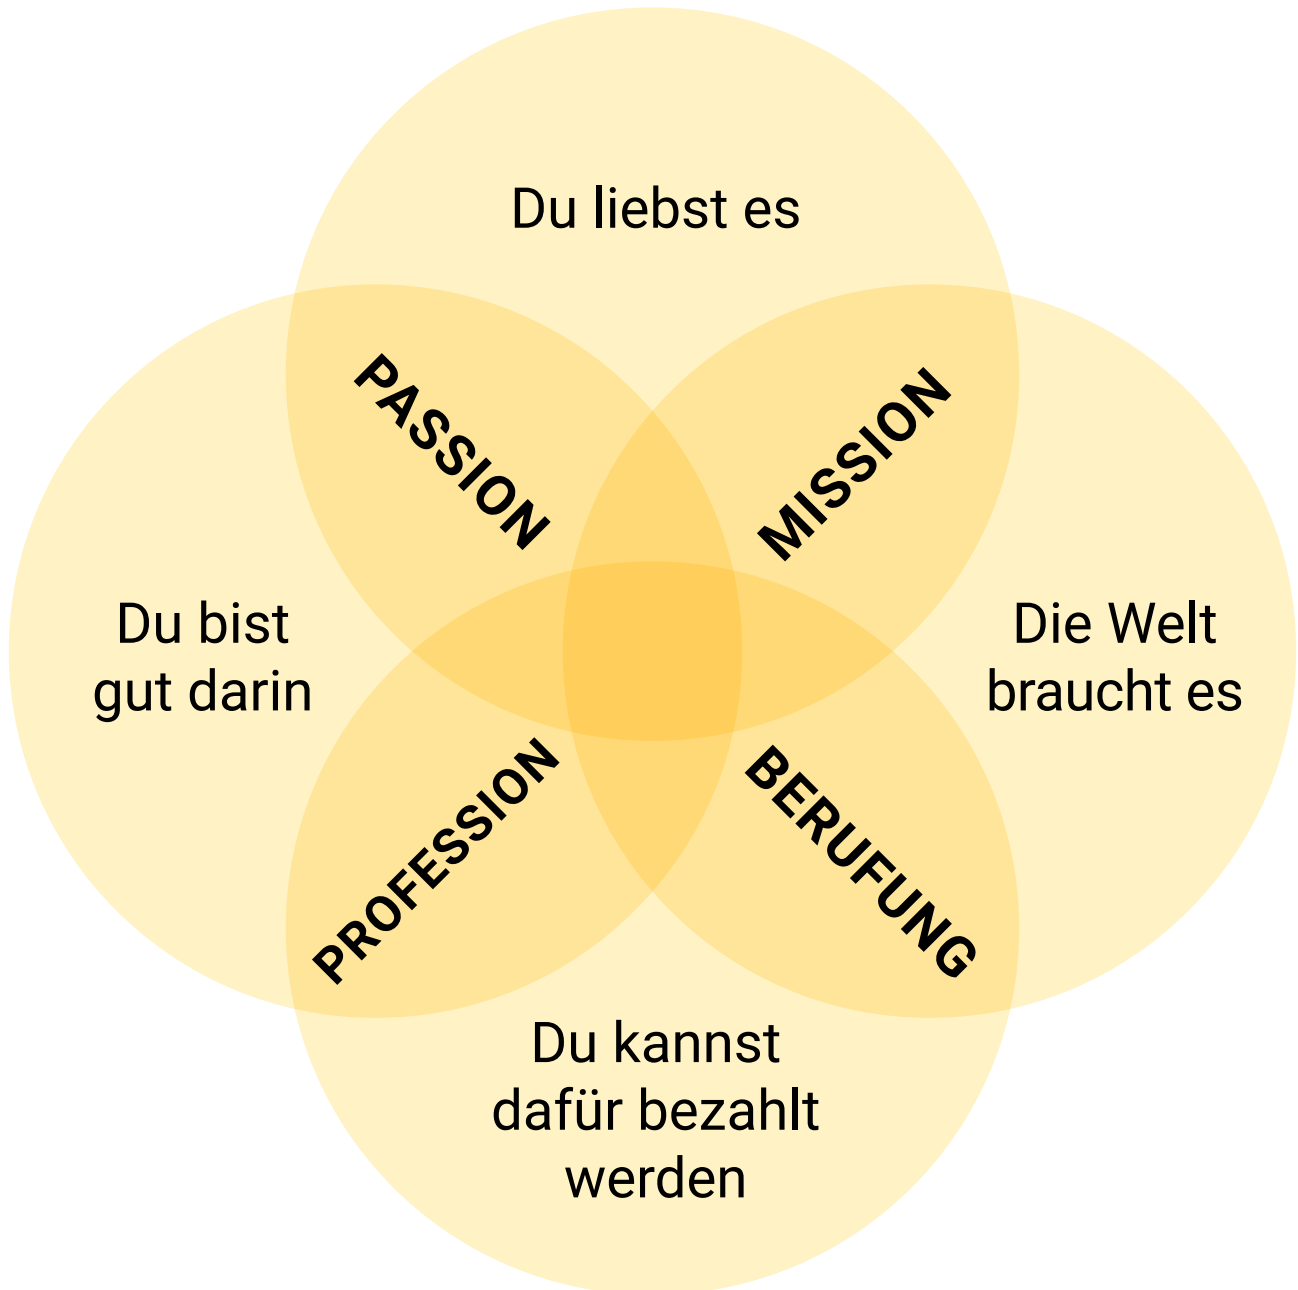 Du liebst es
PASSION
MISSION
Du bist
gut darin
Die Welt
braucht es
PROFESSION
BERUFUNG
Du kannst
dafür bezahlt
werden